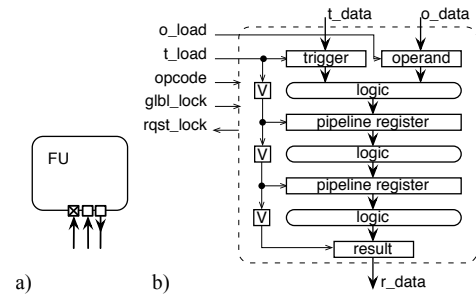 t_data
o_data
o_load
t_load
trigger
operand
opcode
V
logic
glbl_lock
pipeline register
rqst_lock
V
logic
FU
pipeline register
V
logic
result
a)
b)
r_data